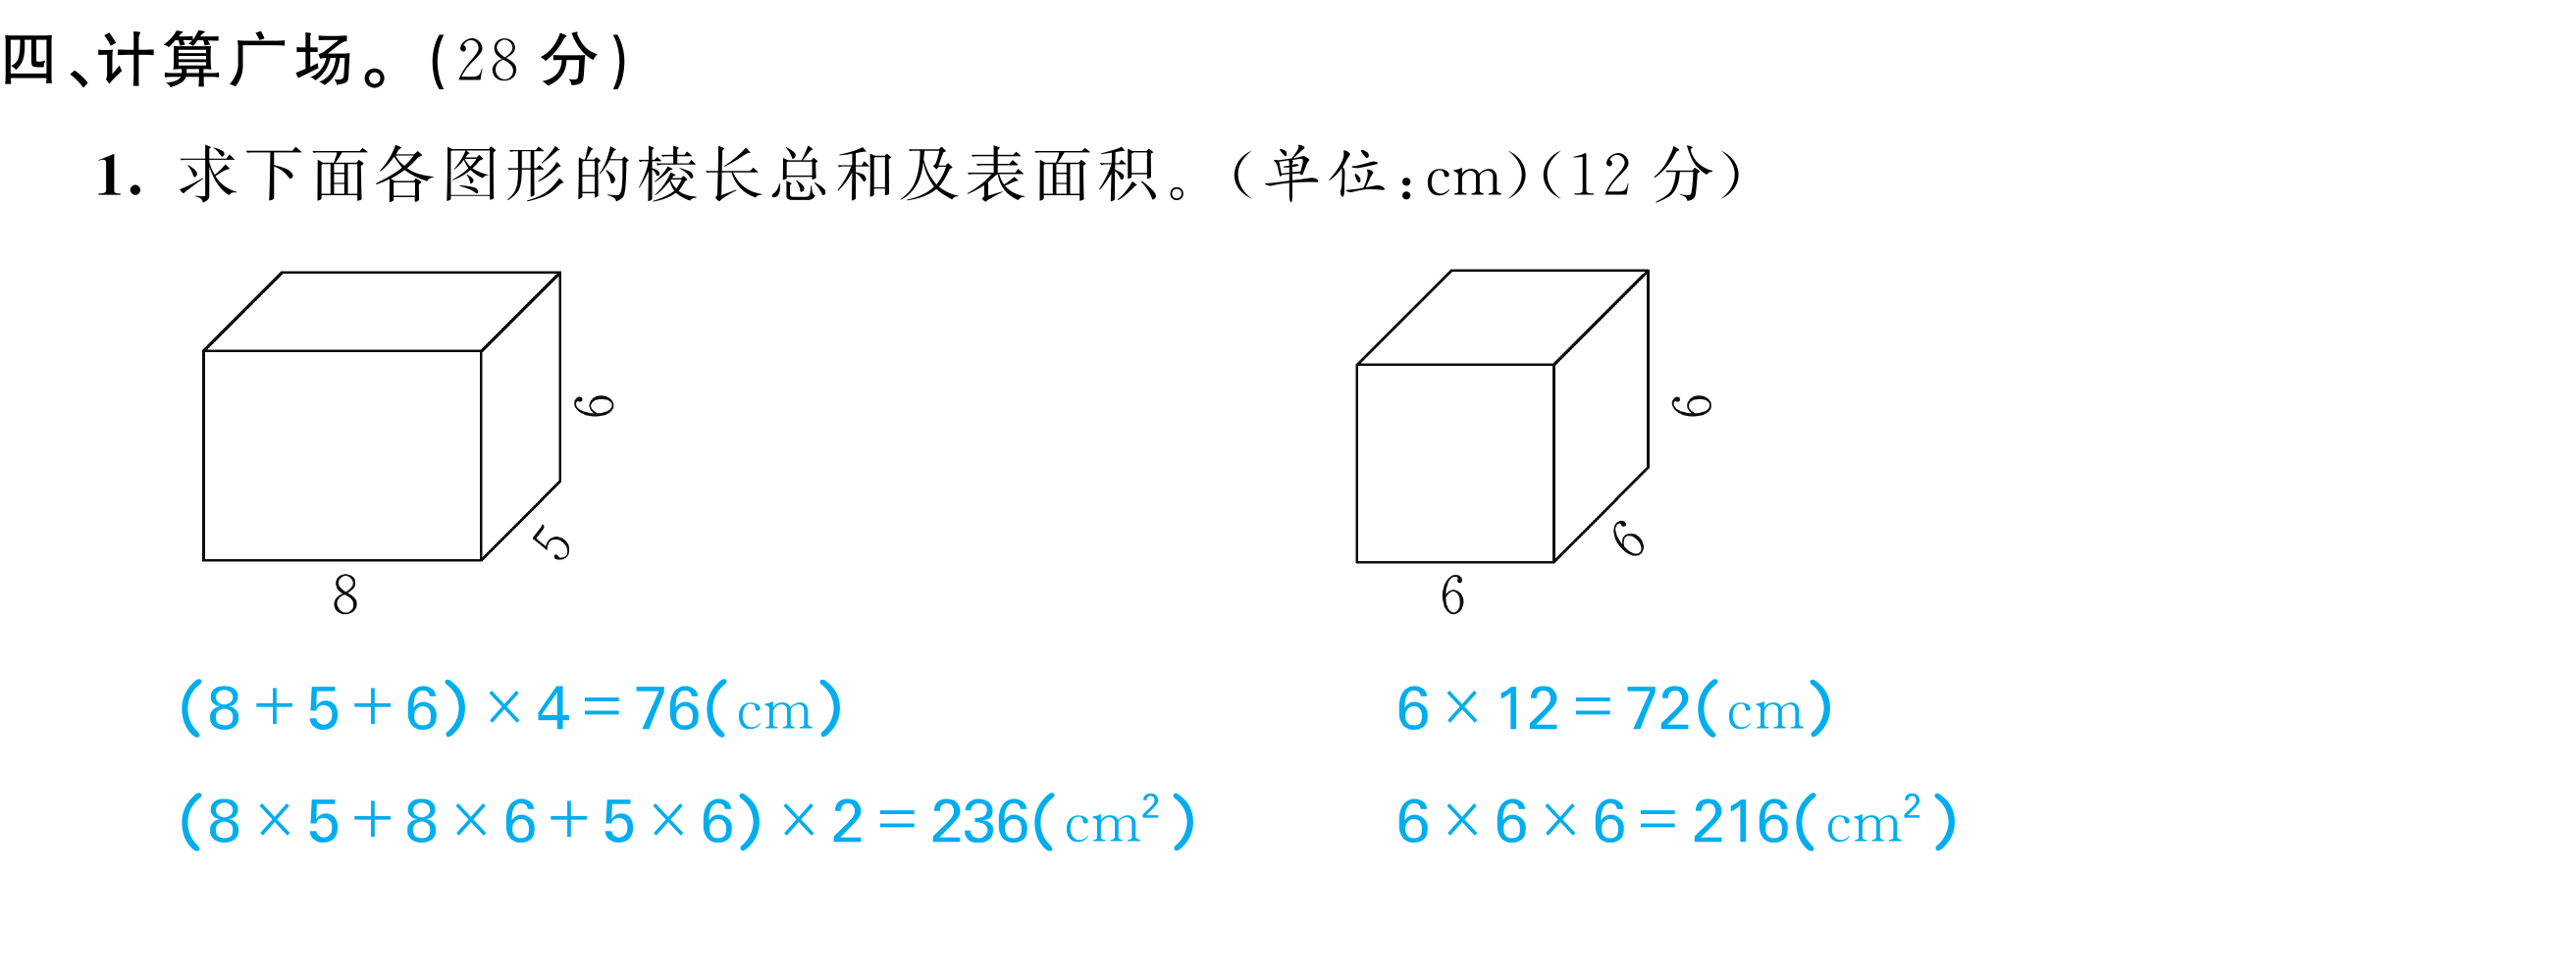 四、计算广场。(28 分)
1. 求下面各图形的棱长总和及表面积。(单位:cm)(12 分)
6
5
8
6
6
6
(8+5+6)×4=76(cm)
6×12=72(cm)
(8×5+8×6+5×6)×2=236(cm²)
6×6×6=216(cm²)